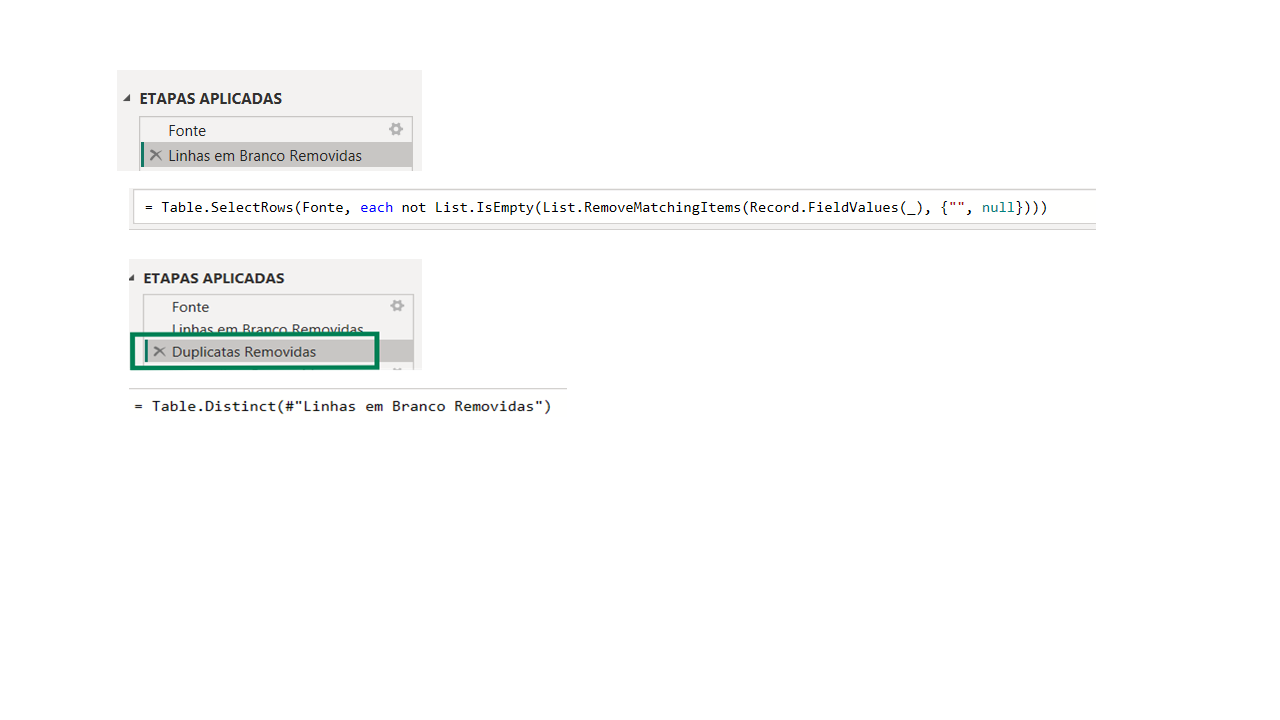 ETAPAS APLICADAS
Fonte
Linhas em Branco Removidas
= Table.SelectRows(Fonte, each not List.IsEmpty(List.RemoveMatchingItems(Record.FieldValues(_), {"", null})))
ETAPAS APLICADAS
Fonte
Linhas em Branco Removidas
Duplicatas Removidas
= Table.Distinct(#"Linhas em Branco Removidas")